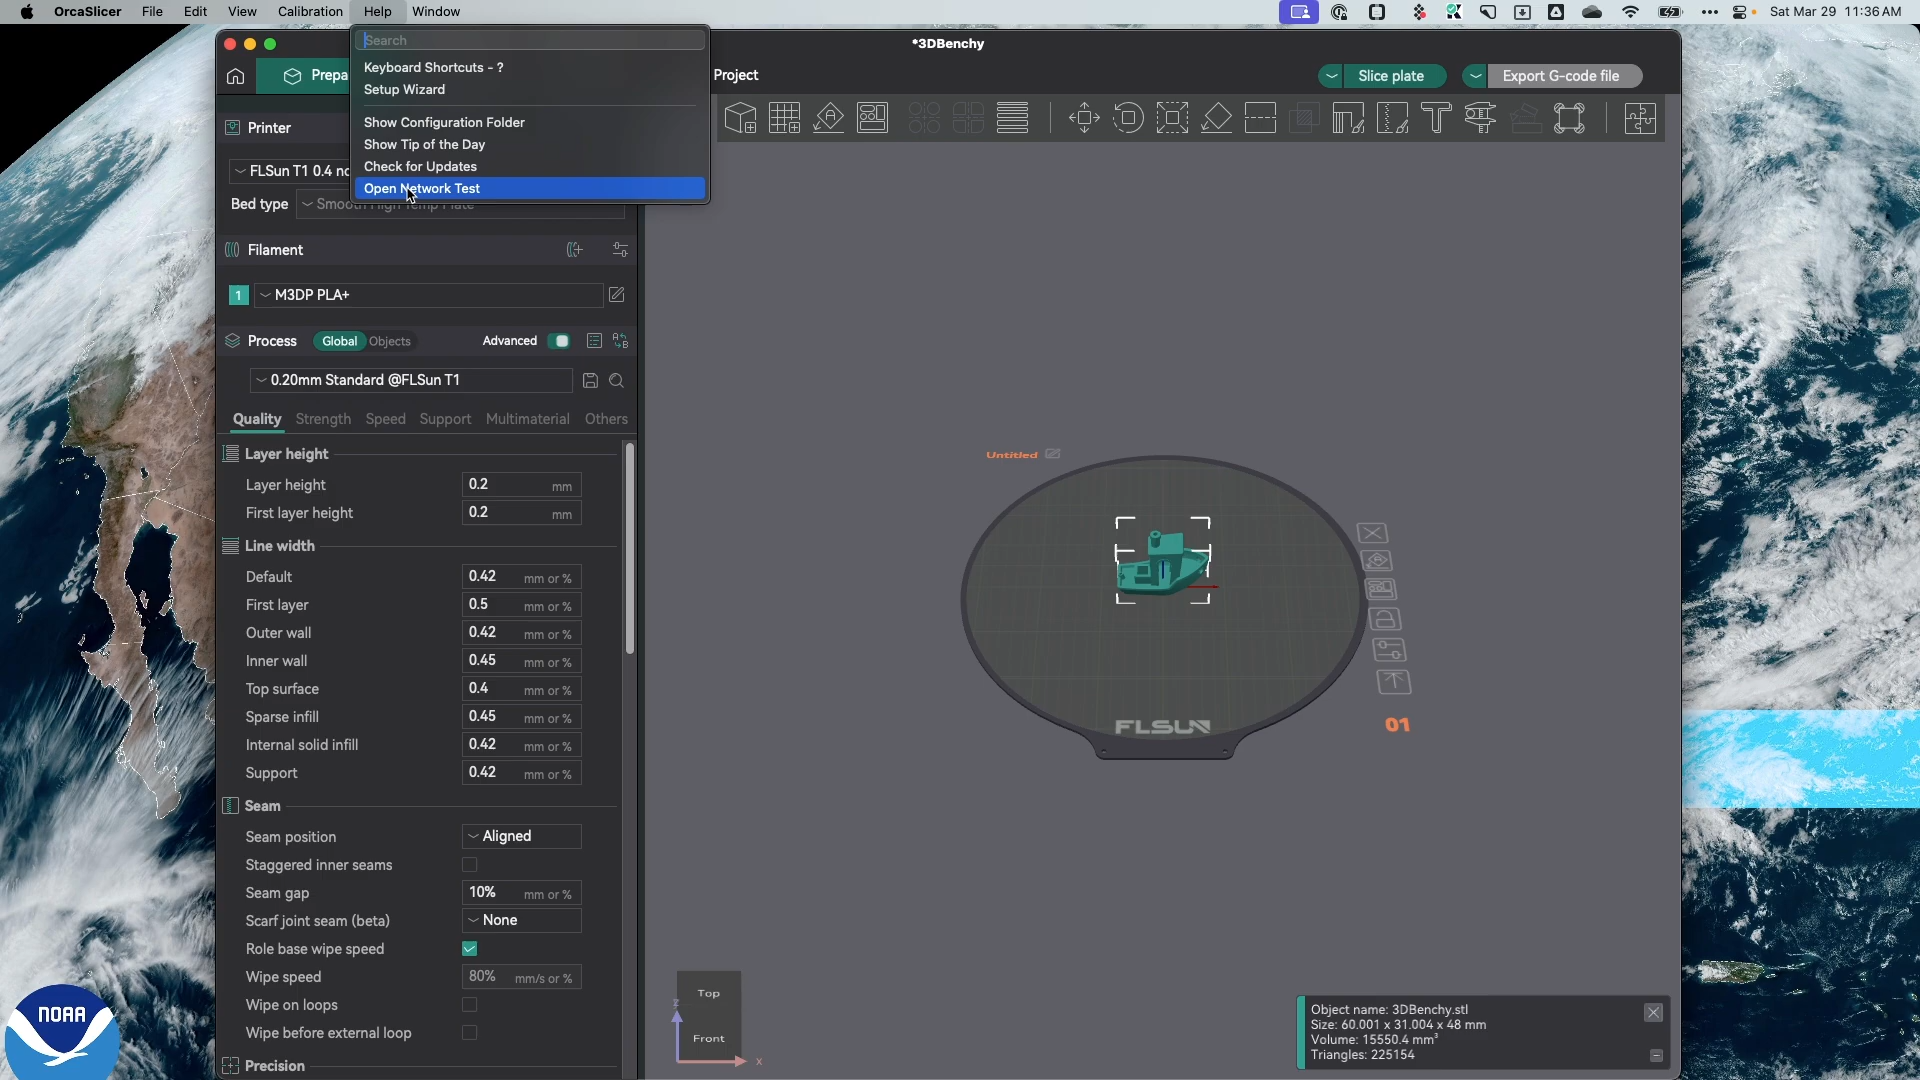 OrcaSlicer File Edit View Calibration Help Window
Sat Mar 29 11:36 AM
*3DBenchy
Search
Keyboard Shortcuts - ?
Setup Wizard
Show Configuration Folder
Show Tip of the Day
Check for Updates
Open Network Test
Prepa
Project
Slice plate
Export G-code file
Printer
FLSun T1 0.4 no
Bed type
Smooth High Temp Plate
Filament
1 M3DP PLA+
Process Global Objects Advanced
0.20mm Standard @FLSun T1
Quality Strength Speed Support Multimaterial Others
Layer height
Layer height 0.2 mm
First layer height 0.2 mm
Line width
Default 0.42 mm or %
First layer 0.5 mm or %
Outer wall 0.42 mm or %
Inner wall 0.45 mm or %
Top surface 0.4 mm or %
Sparse infill 0.45 mm or %
Internal solid infill 0.42 mm or %
Support 0.42 mm or %
Seam
Seam position Aligned
Staggered inner seams
Seam gap 10% mm or %
Scarf joint seam (beta) None
Role base wipe speed
Wipe speed 80% mm/s or %
Wipe on loops
Wipe before external loop
Precision
Untitled
FLSUN
01
Top
Front
z
x
Object name: 3DBenchy.stl
Size: 60.001 x 31.004 x 48 mm
Volume: 15550.4 mm³
Triangles: 225154
NOAA